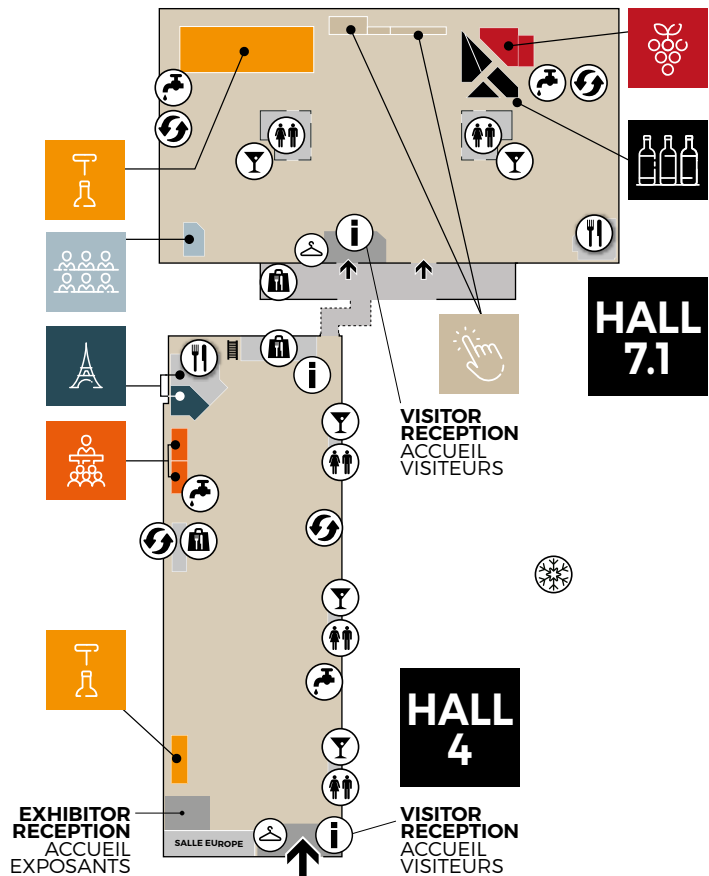 HALL
7.1
VISITOR
RECEPTION
ACCUEIL
VISITEURS
HALL
4
EXHIBITOR
RECEPTION
ACCUEIL
EXPOSANTS
SALLE EUROPE
VISITOR
RECEPTION
ACCUEIL
VISITEURS